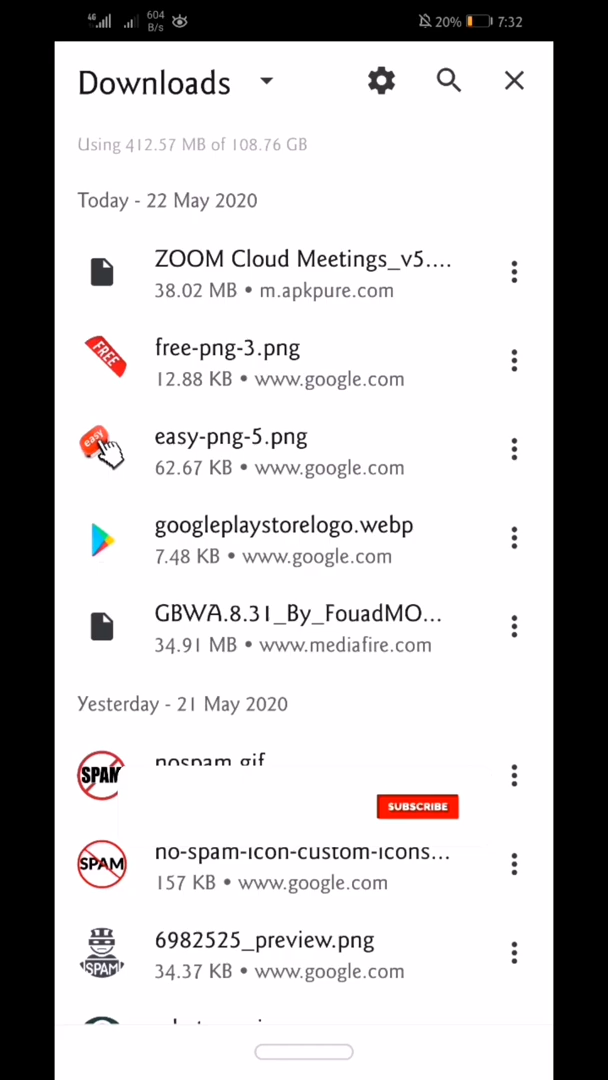 4G 604 B/s 20% 7:32
Downloads
Using 412.57 MB of 108.76 GB
Today - 22 May 2020
ZOOM Cloud Meetings_v5....
38.02 MB • m.apkpure.com
FREE
free-png-3.png
12.88 KB • www.google.com
easy
easy-png-5.png
62.67 KB • www.google.com
googleplaystorelogo.webp
7.48 KB • www.google.com
GBWA.8.31_By_FouadMO...
34.91 MB • www.mediafire.com
Yesterday - 21 May 2020
SPAM
nospam.gif
SUBSCRIBE
SPAM
no-spam-icon-custom-icons...
157 KB • www.google.com
6982525_preview.png
SPAM
34.37 KB • www.google.com